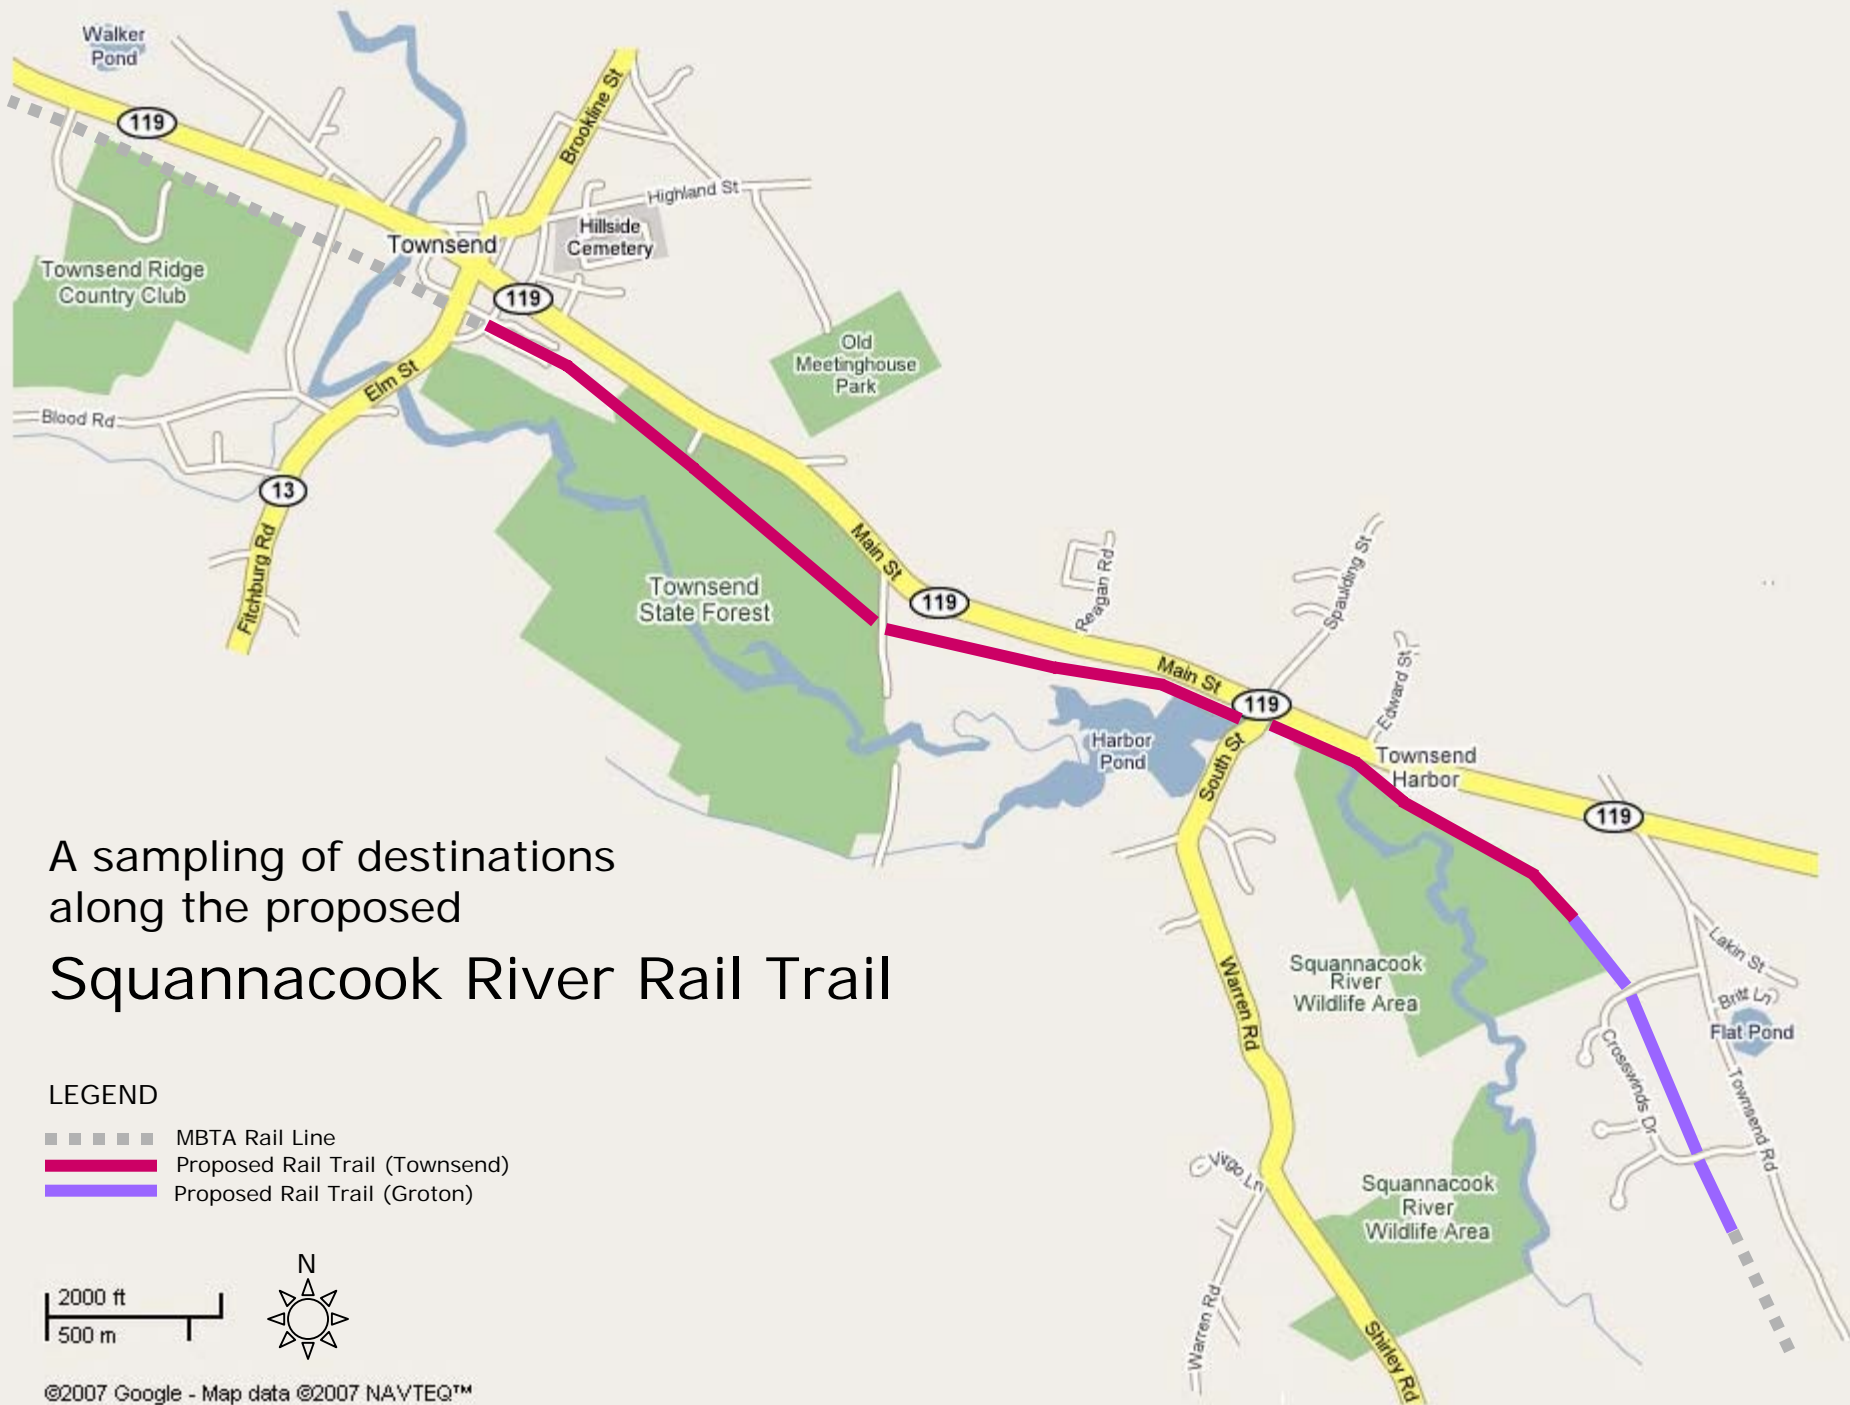 Walker
Pond
119
Brookline St
Highland St
Hillside
Cemetery
Townsend
Townsend Ridge
Country Club
119
Old
Meetinghouse
Park
Elm St
Blood Rd
13
Fitchburg Rd
Main St
Townsend
State Forest
119
Reagan Rd
Spaulding St
Main St
119
Edward St
Harbor
Pond
South St
Townsend
Harbor
119
A sampling of destinations
along the proposed
Squannacook River Rail Trail
Squannacook
River
Wildlife Area
Warren Rd
Lakin St
Britt Ln
Flat Pond
Crosswinds Dr
Townsend Rd
LEGEND
MBTA Rail Line
Proposed Rail Trail (Townsend)
Proposed Rail Trail (Groton)
Virgo Ln
Squannacook
River
Wildlife Area
N
2000 ft
500 m
Warren Rd
Shirley Rd
©2007 Google - Map data ©2007 NAVTEQ™